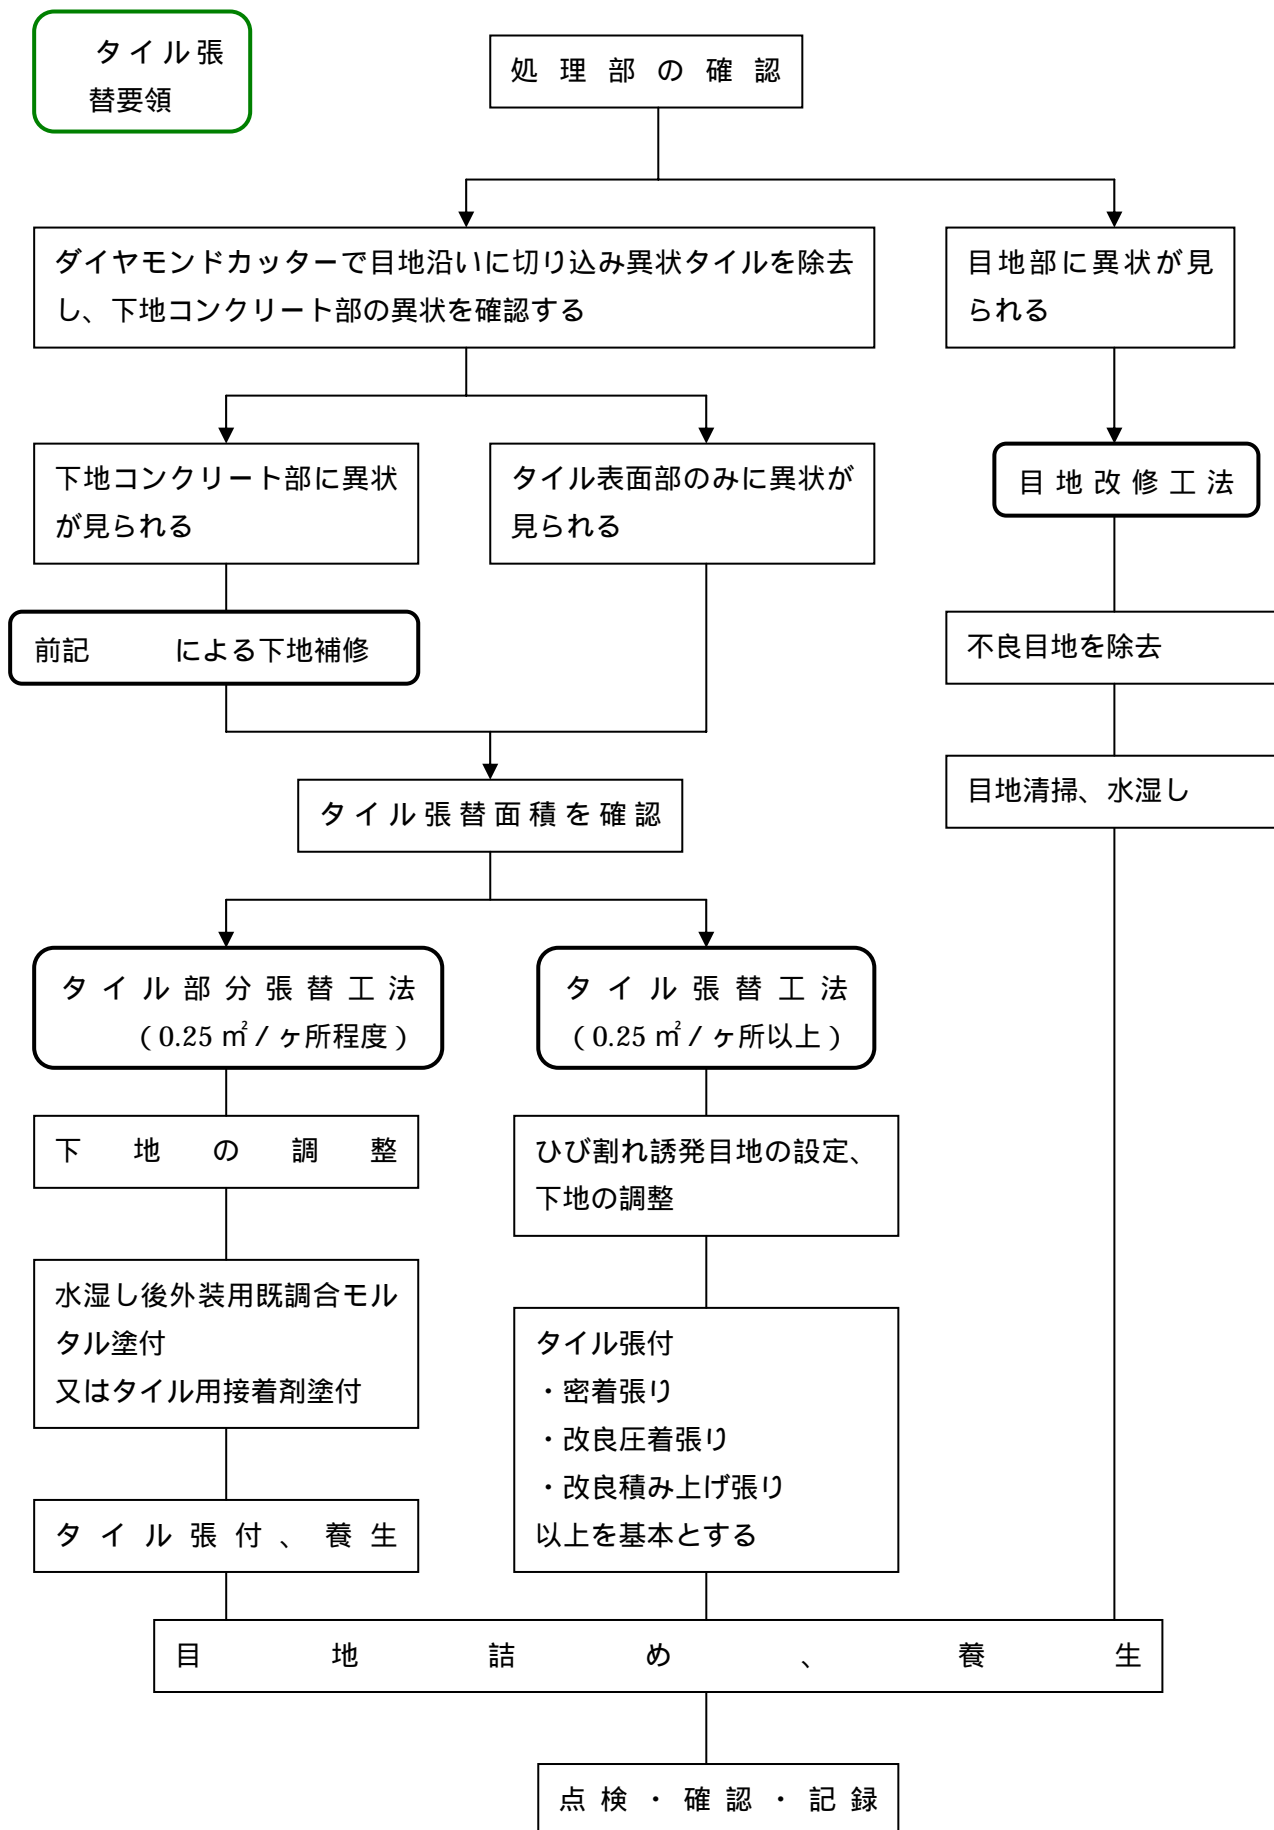 タイル張
替要領
処理部の確認
ダイヤモンドカッターで目地沿いに切り込み異状タイルを除去
し、下地コンクリート部の異状を確認する
目地部に異状が見
られる
下地コンクリート部に異状
が見られる
タイル表面部のみに異状が
見られる
目地改修工法
前記　　　による下地補修
不良目地を除去
目地清掃、水湿し
タイル張替面積を確認
タイル部分張替工法
（0.25 ㎡／ヶ所程度）
タイル張替工法
（0.25 ㎡／ヶ所以上）
下地の調整
ひび割れ誘発目地の設定、
下地の調整
水湿し後外装用既調合モル
タル塗付
又はタイル用接着剤塗付
タイル張付
・密着張り
・改良圧着張り
・改良積み上げ張り
以上を基本とする
タイル張付、養生
目地詰め、養生
点検・確認・記録